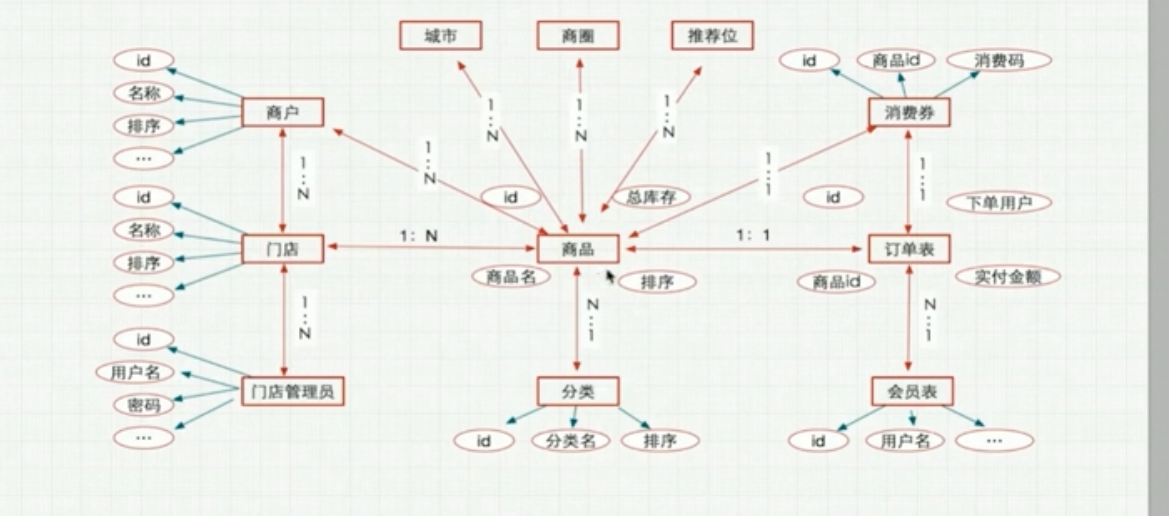 城市
商圈
推荐位
id
名称
排序
...
商户
id
商品id
消费码
消费券
1:N
1:N
1:N
1:N
1:N
1:1
1:1
id
名称
排序
...
门店
1: N
id
总库存
商品
商品名
排序
1: 1
id
下单用户
订单表
商品id
实付金额
1:N
N:1
N:1
id
用户名
密码
...
门店管理员
分类
id
分类名
排序
会员表
id
用户名
...